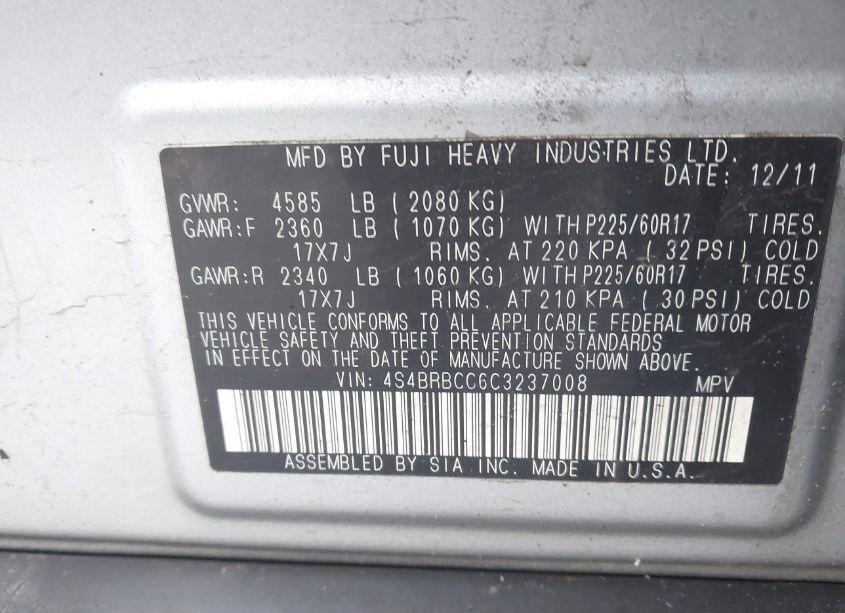 MFD BY FUJI HEAVY INDUSTRIES LTD.
DATE: 12/11
GVWR: 4585 LB (2080 KG)
GAWR:F 2360 LB (1070 KG) WITH P225/60R17 TIRES.
17X7J RIMS. AT 220 KPA (32 PSI) COLD
GAWR:R 2340 LB (1060 KG) WITH P225/60R17 TIRES.
17X7J RIMS. AT 210 KPA (30 PSI) COLD
THIS VEHICLE CONFORMS TO ALL APPLICABLE FEDERAL MOTOR
VEHICLE SAFETY AND THEFT PREVENTION STANDARDS
IN EFFECT ON THE DATE OF MANUFACTURE SHOWN ABOVE.
VIN: 4S4BRBCC6C3237008 MPV
ASSEMBLED BY SIA INC. MADE IN U.S.A.